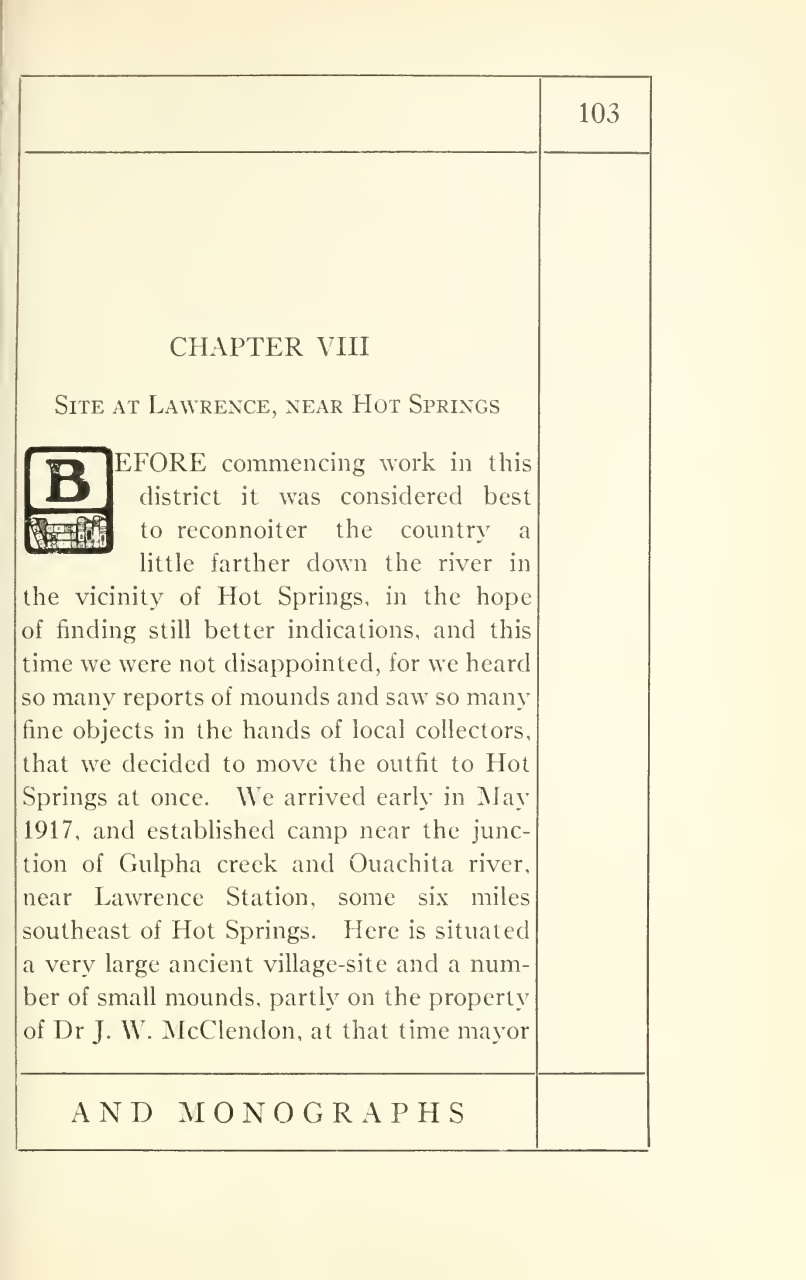 103
CHAPTER VIII
SITE AT LAWRENCE, NEAR HOT SPRINGS
BEFORE commencing work in this
district it was considered best
to reconnoiter the country a
little farther down the river in
the vicinity of Hot Springs, in the hope
of finding still better indications, and this
time we were not disappointed, for we heard
so many reports of mounds and saw so many
fine objects in the hands of local collectors,
that we decided to move the outfit to Hot
Springs at once. We arrived early in May
1917, and established camp near the junc-
tion of Gulpha creek and Ouachita river,
near Lawrence Station, some six miles
southeast of Hot Springs. Here is situated
a very large ancient village-site and a num-
ber of small mounds, partly on the property
of Dr J. W. McClendon, at that time mayor
AND MONOGRAPHS